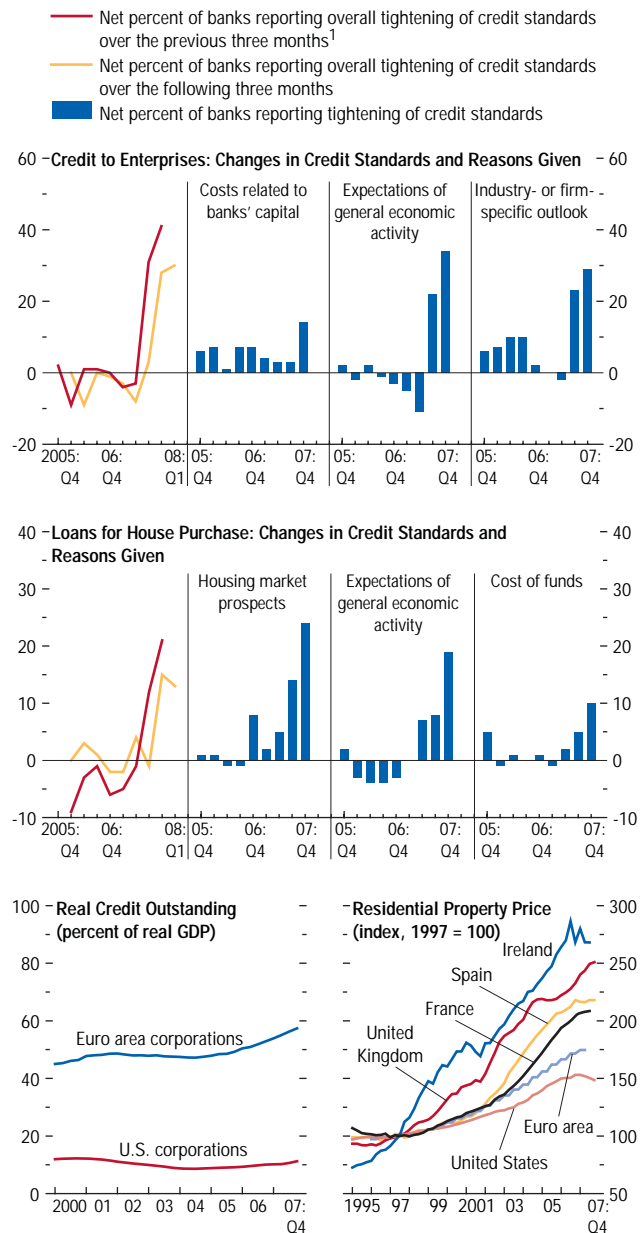 Net percent of banks reporting overall tightening of credit standards
over the previous three months1
Net percent of banks reporting overall tightening of credit standards
over the following three months
Net percent of banks reporting tightening of credit standards
Credit to Enterprises: Changes in Credit Standards and Reasons Given
Costs related to
banks' capital
Expectations of
general economic
activity
Industry- or firm-
specific outlook
60
40
20
0
-20
60
40
20
0
-20
2005:
Q4
06:
Q4
08:
Q1
05:
Q4
06:
Q4
07:
Q4
05:
Q4
06:
Q4
07:
Q4
05:
Q4
06:
Q4
07:
Q4
Loans for House Purchase: Changes in Credit Standards and
Reasons Given
Housing market
prospects
Expectations of
general economic
activity
Cost of funds
40
30
20
10
0
-10
40
30
20
10
0
-10
2005:
Q4
06:
Q4
08:
Q1
05:
Q4
06:
Q4
07:
Q4
05:
Q4
06:
Q4
07:
Q4
05:
Q4
06:
Q4
07:
Q4
Real Credit Outstanding
(percent of real GDP)
100
80
60
40
20
0
Euro area corporations
U.S. corporations
2000 01 02 03 04 05 06 07:
Q4
Residential Property Price
(index, 1997 = 100)
Ireland
Spain
France
United
Kingdom
Euro area
United States
300
250
200
150
100
50
1995 97 99 2001 03 05 07:
Q4